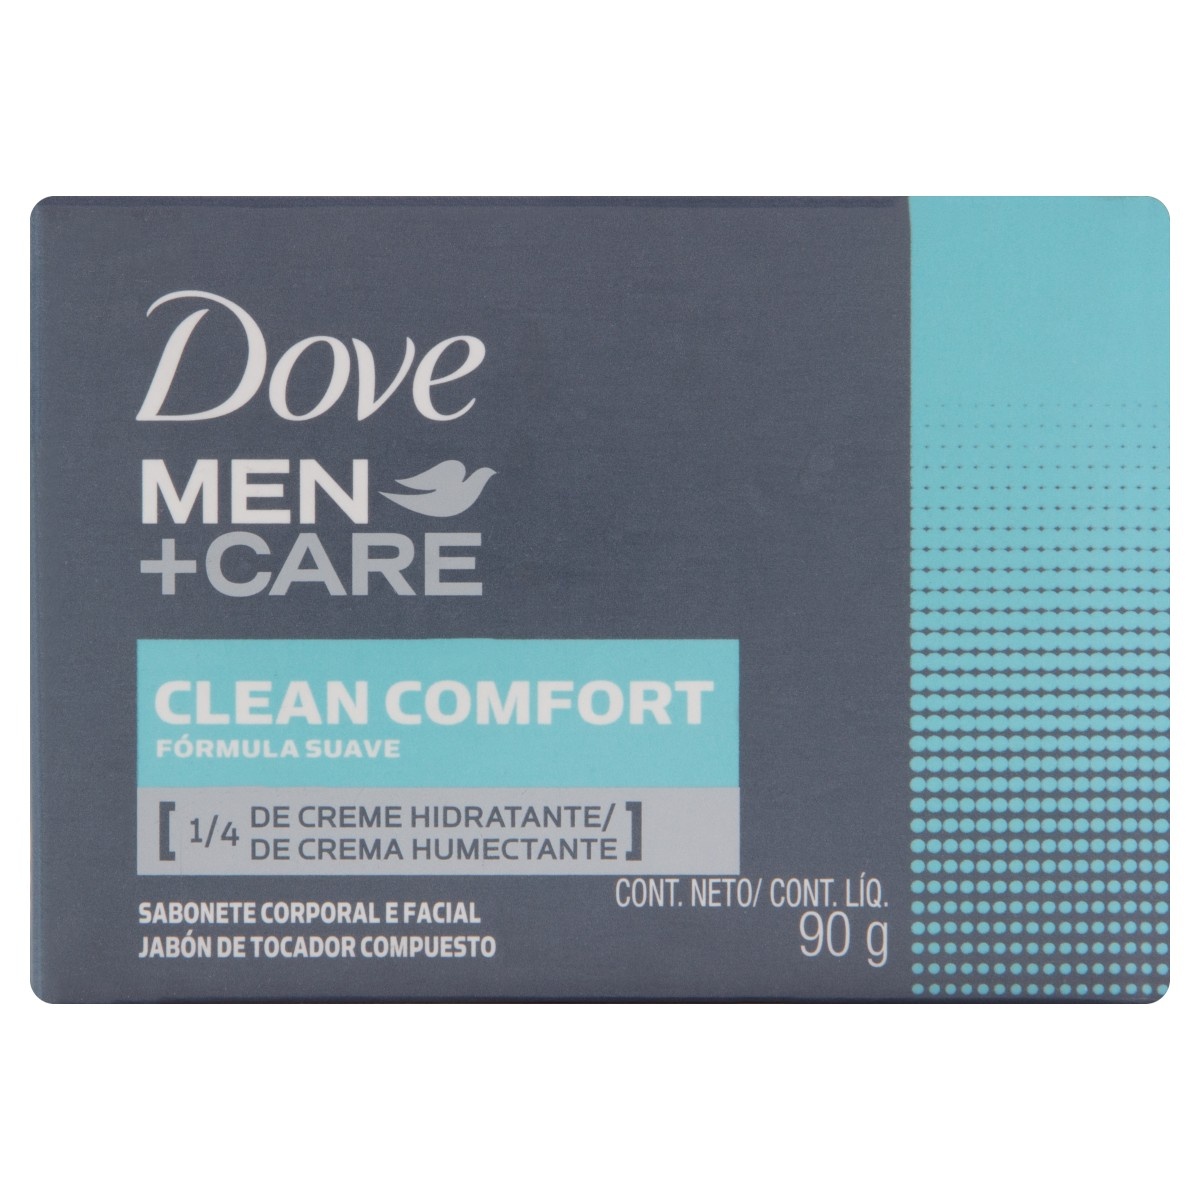 Dove
MEN
+CARE
CLEAN COMFORT
FÓRMULA SUAVE
[ 1/4 DE CREME HIDRATANTE/
DE CREMA HUMECTANTE ]
CONT. NETO/ CONT. LÍQ.
90 g
SABONETE CORPORAL E FACIAL
JABÓN DE TOCADOR COMPUESTO